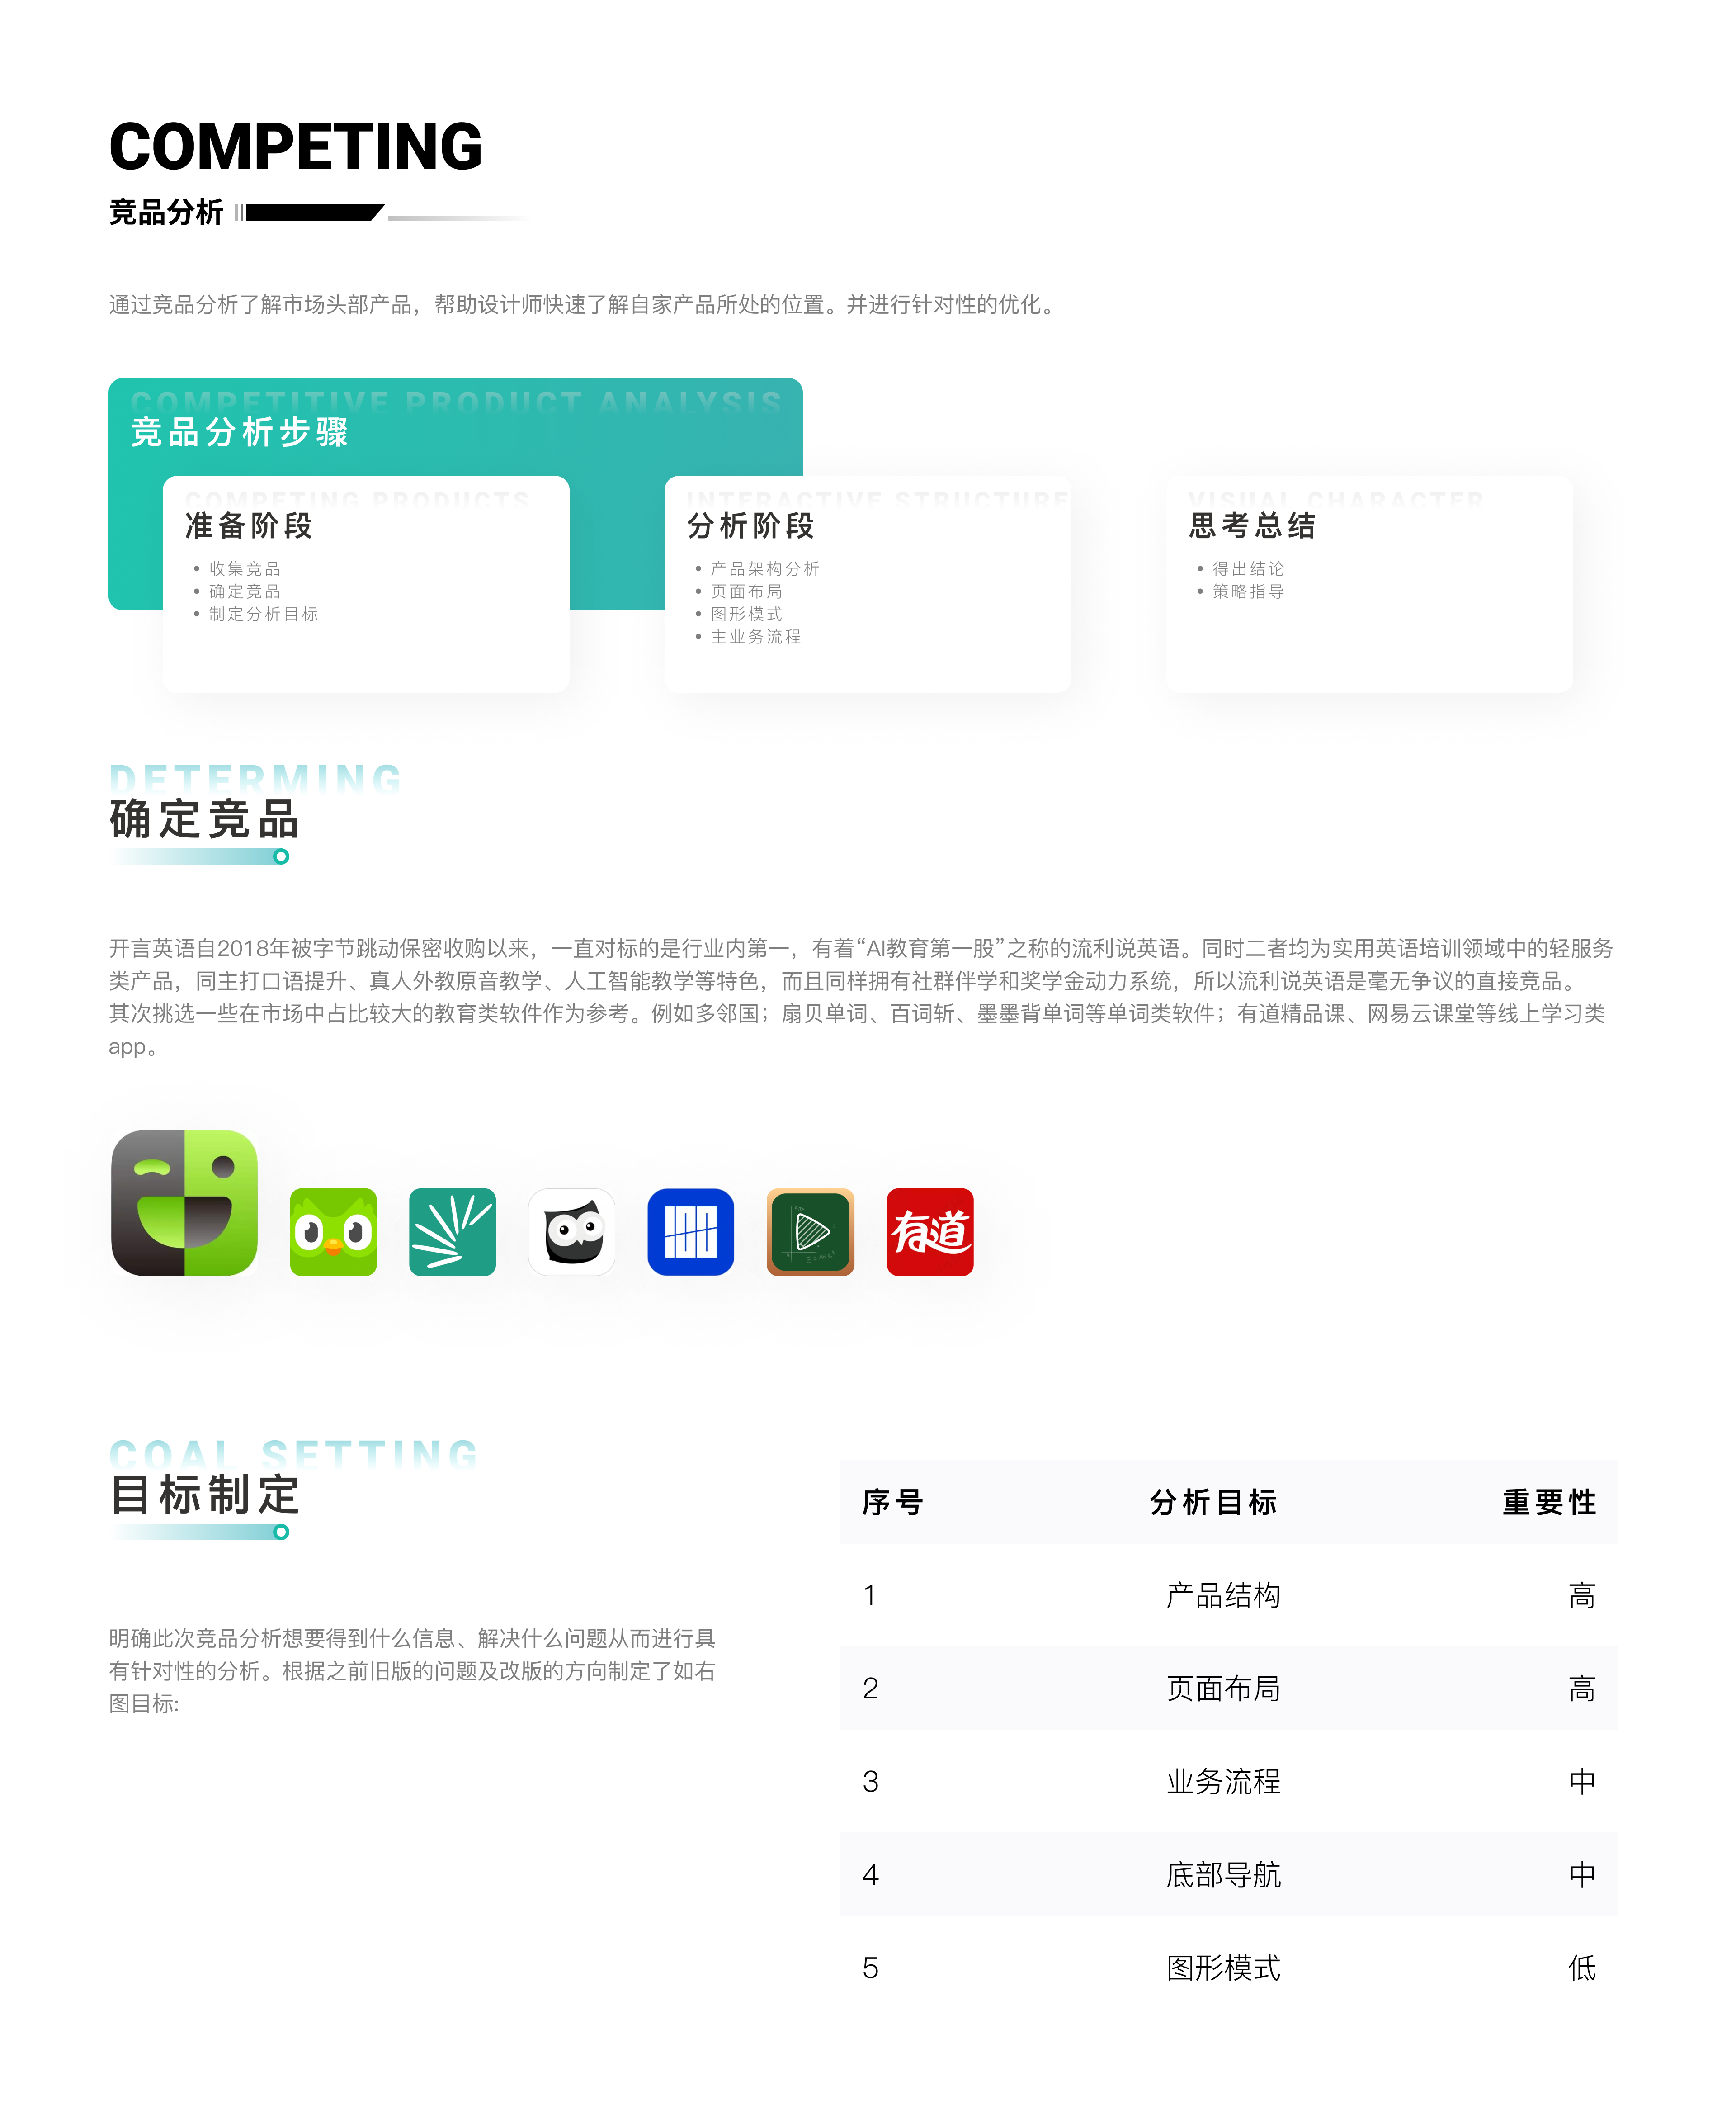 COMPETING
竞品分析
通过竞品分析了解市场头部产品，帮助设计师快速了解自家产品所处的位置。并进行针对性的优化。
COMPETITIVE PRODUCT ANALYSIS
竞品分析步骤
COMPETING PRODUCTS
准备阶段
收集竞品
确定竞品
制定分析目标
INTERACTIVE STRUCTURE
分析阶段
产品架构分析
页面布局
图形模式
主业务流程
VISUAL CHARACTER
思考总结
得出结论
策略指导
DETERMING
确定竞品
开言英语自2018年被字节跳动保密收购以来，一直对标的是行业内第一，有着“AI教育第一股”之称的流利说英语。同时二者均为实用英语培训领域中的轻服务
类产品，同主打口语提升、真人外教原音教学、人工智能教学等特色，而且同样拥有社群伴学和奖学金动力系统，所以流利说英语是毫无争议的直接竞品。
其次挑选一些在市场中占比较大的教育类软件作为参考。例如多邻国；扇贝单词、百词斩、墨墨背单词等单词类软件；有道精品课、网易云课堂等线上学习类
app。
有道
COAL SETTING
目标制定
明确此次竞品分析想要得到什么信息、解决什么问题从而进行具
有针对性的分析。根据之前旧版的问题及改版的方向制定了如右
图目标:
序号 分析目标 重要性
1 产品结构 高
2 页面布局 高
3 业务流程 中
4 底部导航 中
5 图形模式 低